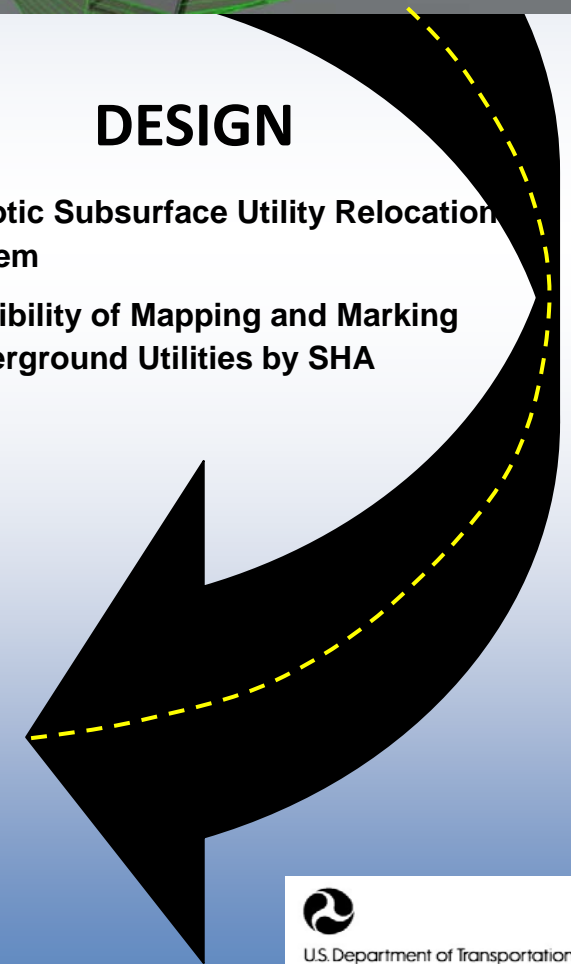 DESIGN
otic Subsurface Utility Relocation
em
ibility of Mapping and Marking
erground Utilities by SHA
U.S. Department of Transportation